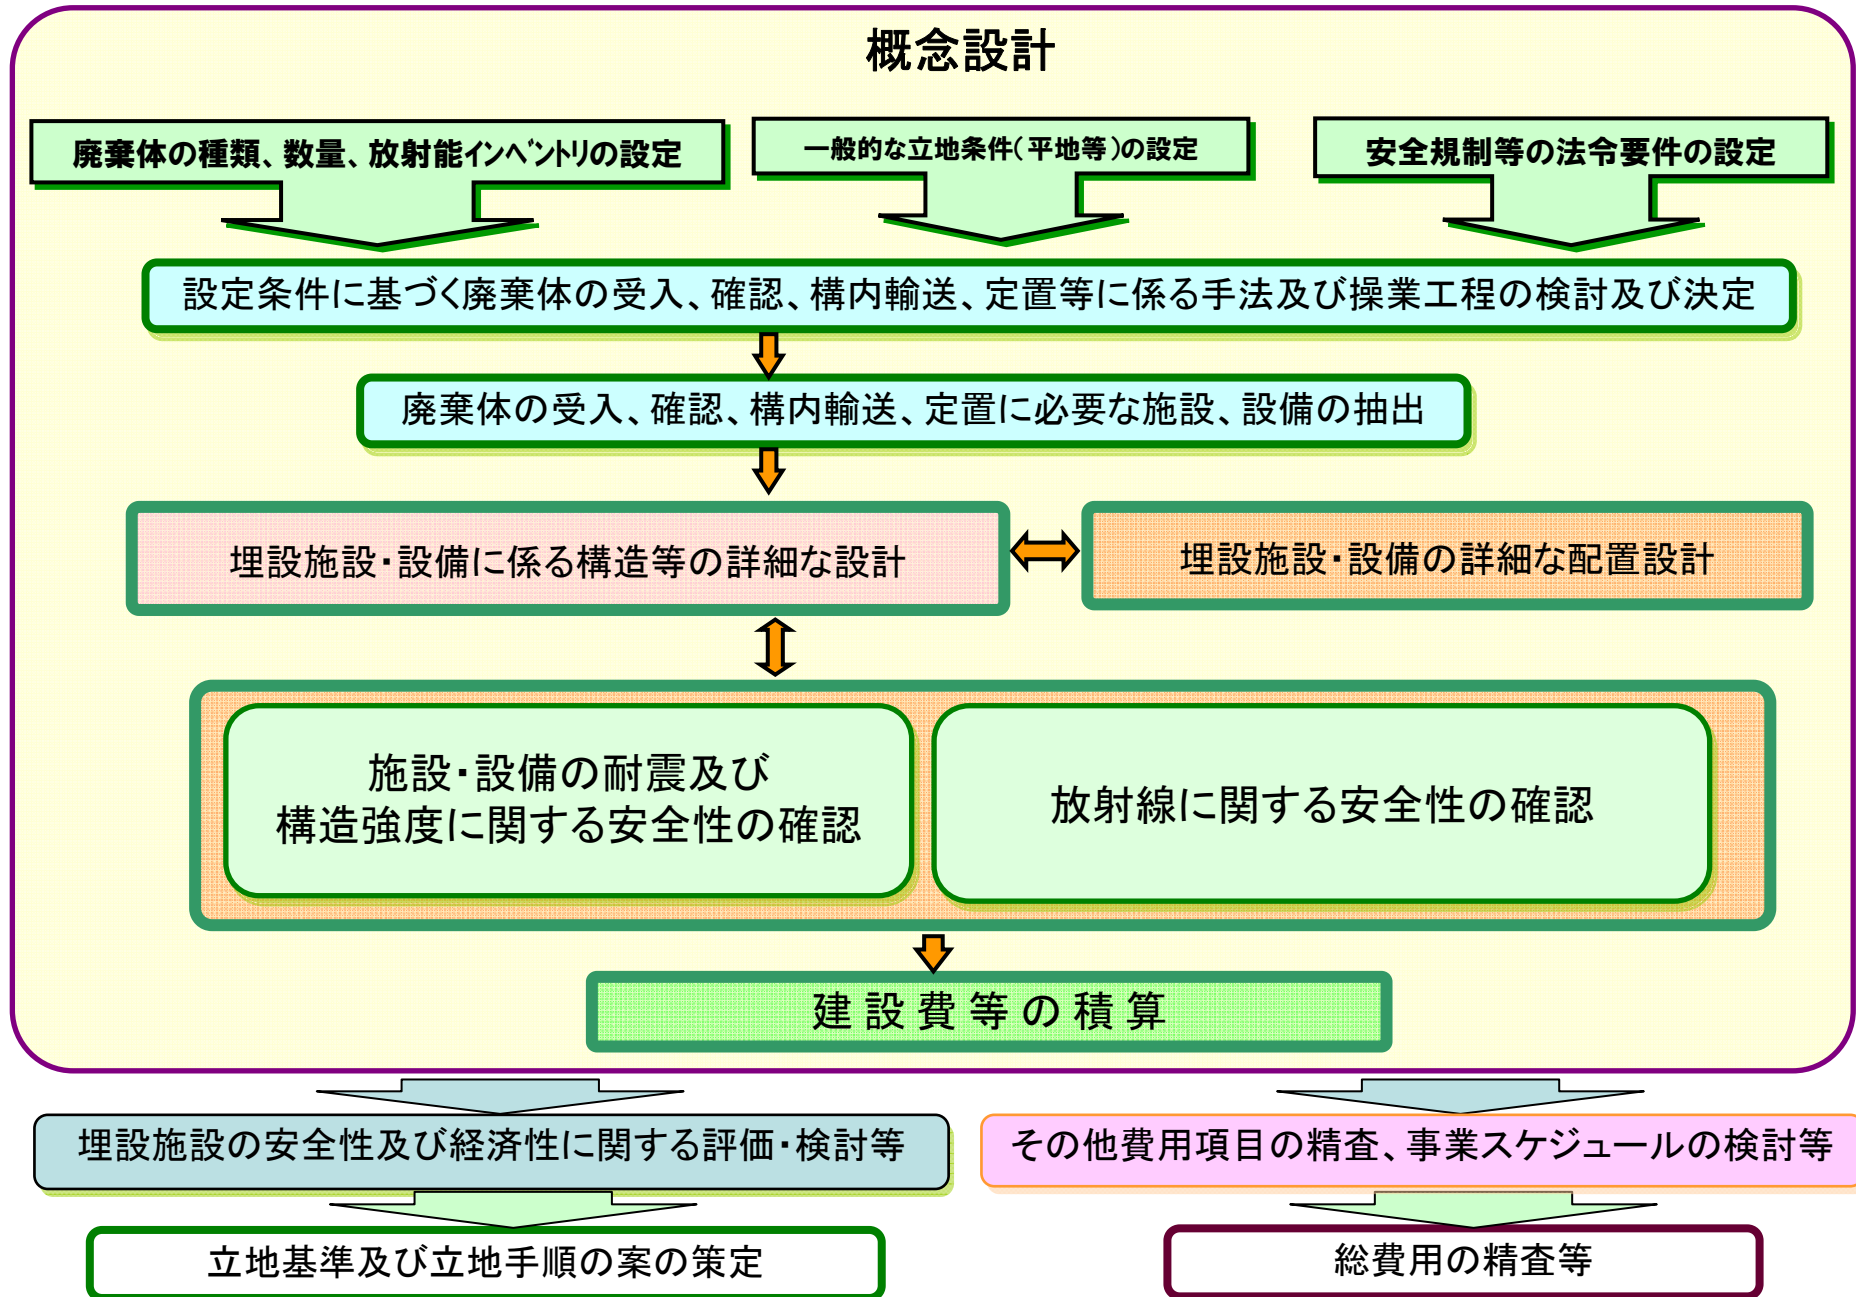 概念設計
廃棄体の種類、数量、放射能インベントリの設定
一般的な立地条件(平地等)の設定
安全規制等の法令要件の設定
設定条件に基づく廃棄体の受入、確認、構内輸送、定置等に係る手法及び操業工程の検討及び決定
廃棄体の受入、確認、構内輸送、定置に必要な施設、設備の抽出
埋設施設・設備に係る構造等の詳細な設計
埋設施設・設備の詳細な配置設計
施設・設備の耐震及び
構造強度に関する安全性の確認
放射線に関する安全性の確認
建設費等の積算
埋設施設の安全性及び経済性に関する評価・検討等
その他費用項目の精査、事業スケジュールの検討等
立地基準及び立地手順の案の策定
総費用の精査等